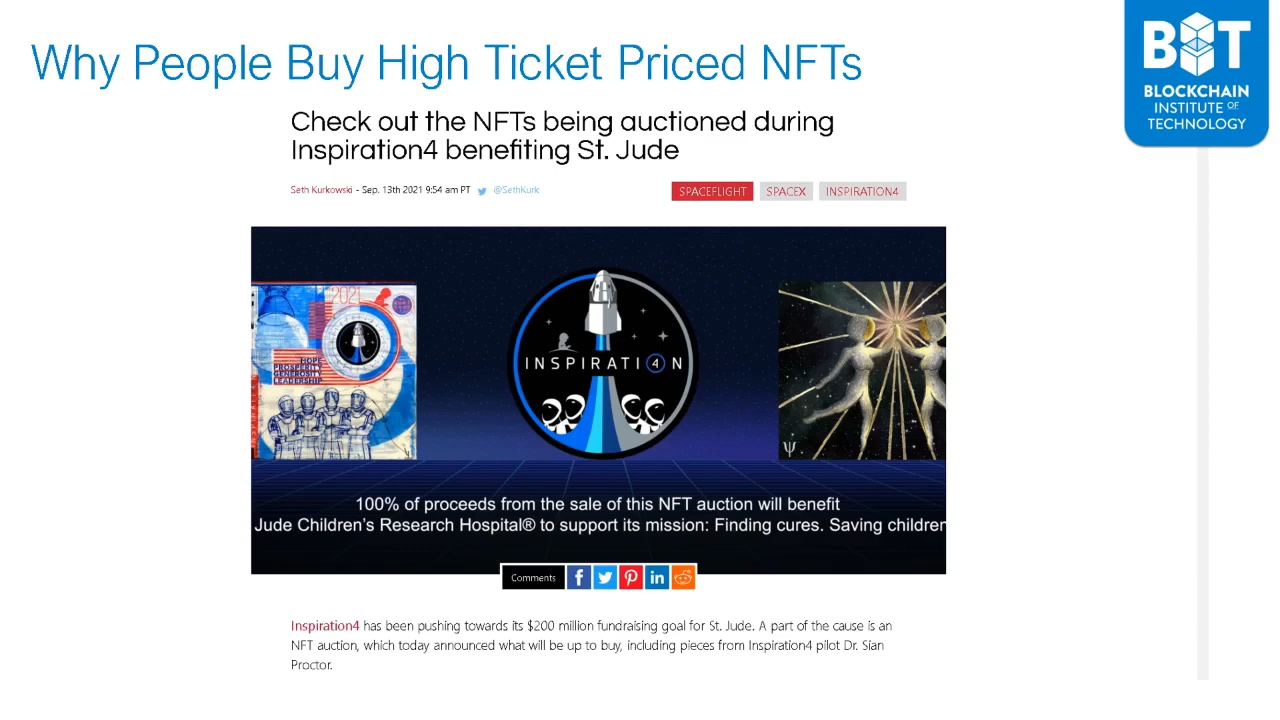 Why People Buy High Ticket Priced NFTs
BT
BLOCKCHAIN
INSTITUTE OF
TECHNOLOGY
Check out the NFTs being auctioned during
Inspiration4 benefiting St. Jude
Seth Kurkowski - Sep. 13th 2021 9:54 am PT @SethKurk
SPACEFLIGHT SPACEX INSPIRATION4
2021
HOPE
PROSPERITY
GENEROSITY
LEADERSHIP
INSPIRATI4N
ψ
100% of proceeds from the sale of this NFT auction will benefit
Jude Children's Research Hospital® to support its mission: Finding cures. Saving children
Comments
Inspiration4 has been pushing towards its $200 million fundraising goal for St. Jude. A part of the cause is an
NFT auction, which today announced what will be up to buy, including pieces from Inspiration4 pilot Dr. Sian
Proctor.